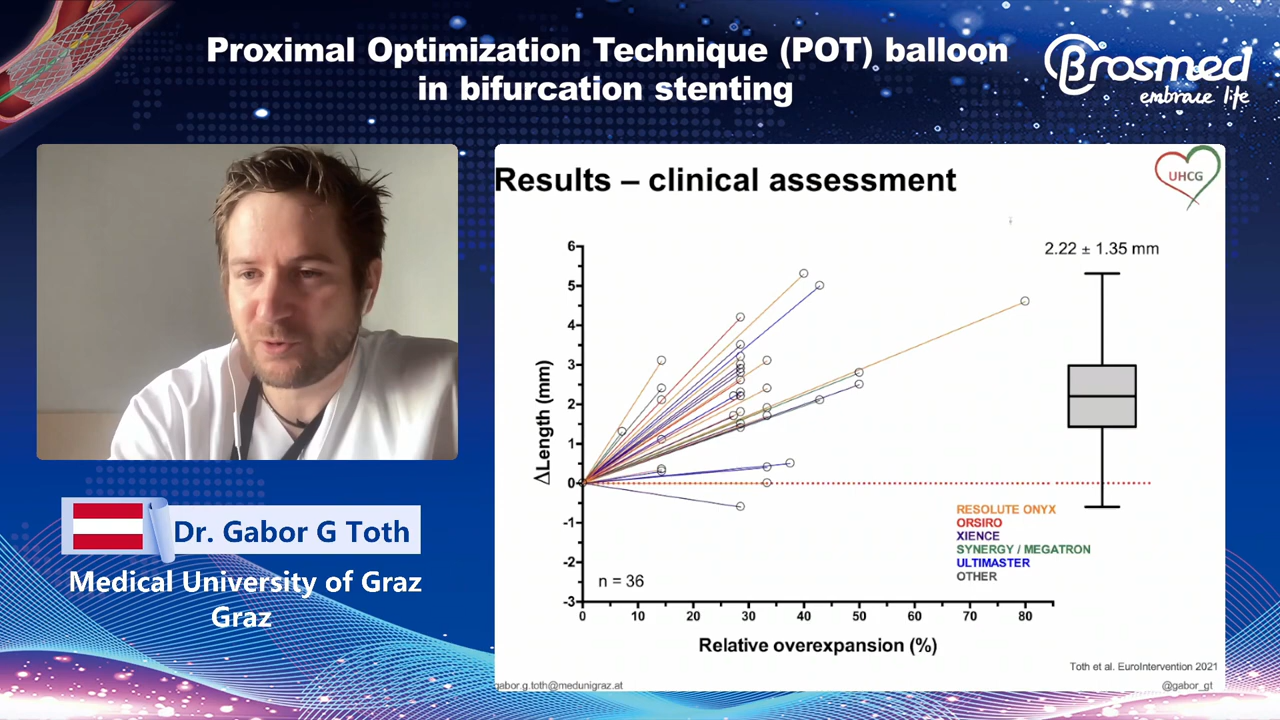 Proximal Optimization Technique (POT) balloon
in bifurcation stenting
Brosmed
embrace life
Dr. Gabor G Toth
Medical University of Graz
Graz
Results – clinical assessment
UHCG
2.22 ± 1.35 mm
ΔLength (mm)
6
5
4
3
2
1
0
-1
-2
-3
n = 36
RESOLUTE ONYX
ORSIRO
XIENCE
SYNERGY / MEGATRON
ULTIMASTER
OTHER
0 10 20 30 40 50 60 70 80
Relative overexpansion (%)
Toth et al. EuroIntervention 2021
gabor.g.toth@medunigraz.at
@gabor_gt